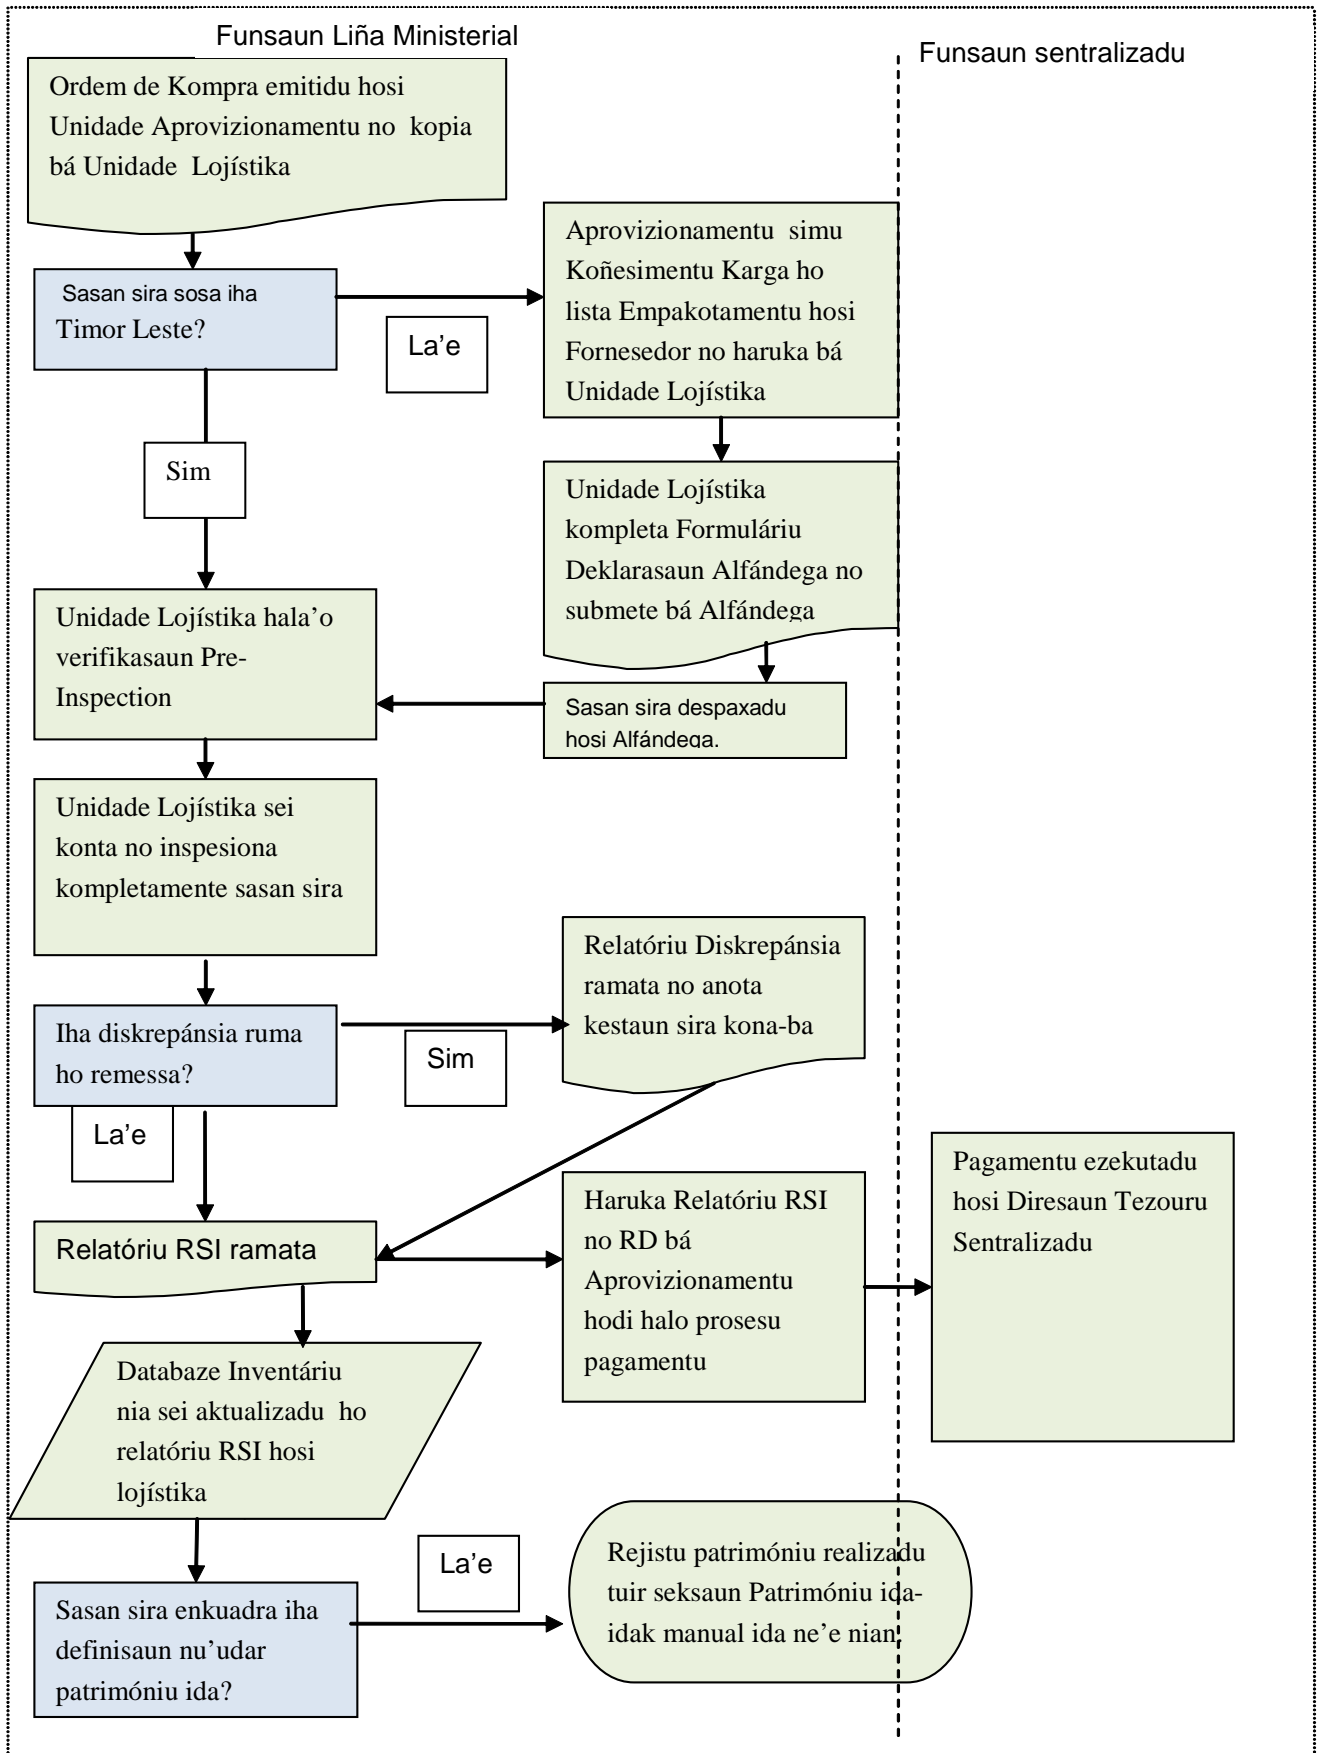 Funsaun Liña Ministerial
Funsaun sentralizadu
Ordem de Kompra emitidu hosi
Unidade Aprovizionamentu no kopia
bá Unidade Lojístika
Aprovizionamentu simu
Koñesimentu Karga ho
lista Empakotamentu hosi
Fornesedor no haruka bá
Unidade Lojístika
Sasan sira sosa iha
Timor Leste?
La’e
Sim
Unidade Lojístika
kompleta Formuláriu
Deklarasaun Alfándega no
submete bá Alfándega
Unidade Lojístika hala’o
verifikasaun Pre-
Inspection
Sasan sira despaxadu
hosi Alfándega.
Unidade Lojístika sei
konta no inspesiona
kompletamente sasan sira
Relatóriu Diskrepánsia
ramata no anota
kestaun sira kona-ba
Iha diskrepánsia ruma
ho remessa?
Sim
La’e
Pagamentu ezekutadu
hosi Diresaun Tezouru
Sentralizadu
Haruka Relatóriu RSI
no RD bá
Aprovizionamentu
hodi halo prosesu
pagamentu
Relatóriu RSI ramata
Databaze Inventáriu
nia sei aktualizadu ho
relatóriu RSI hosi
lojístika
La’e
Rejistu patrimóniu realizadu
tuir seksaun Patrimóniu ida-
idak manual ida ne’e nian.
Sasan sira enkuadra iha
definisaun nu’udar
patrimóniu ida?